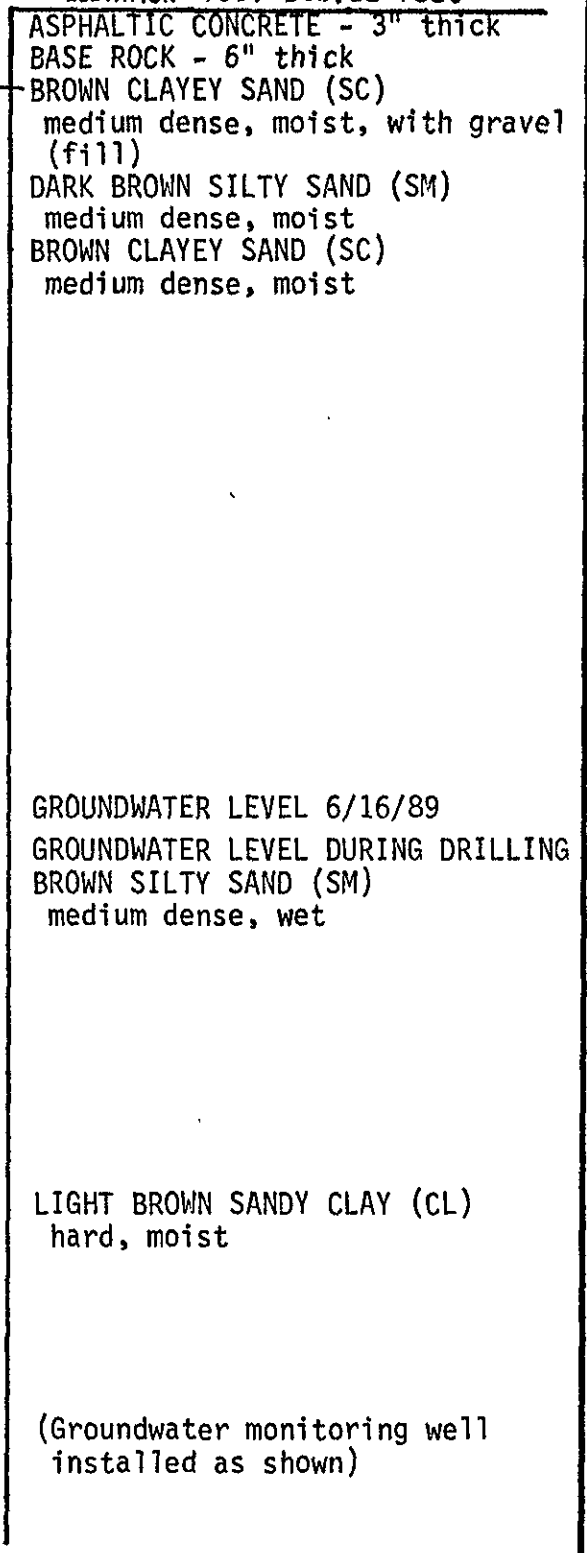 ASPHALTIC CONCRETE - 3" thick
BASE ROCK - 6" thick
BROWN CLAYEY SAND (SC)
medium dense, moist, with gravel
(fill)
DARK BROWN SILTY SAND (SM)
medium dense, moist
BROWN CLAYEY SAND (SC)
medium dense, moist
GROUNDWATER LEVEL 6/16/89
GROUNDWATER LEVEL DURING DRILLING
BROWN SILTY SAND (SM)
medium dense, wet
LIGHT BROWN SANDY CLAY (CL)
hard, moist
(Groundwater monitoring well
installed as shown)